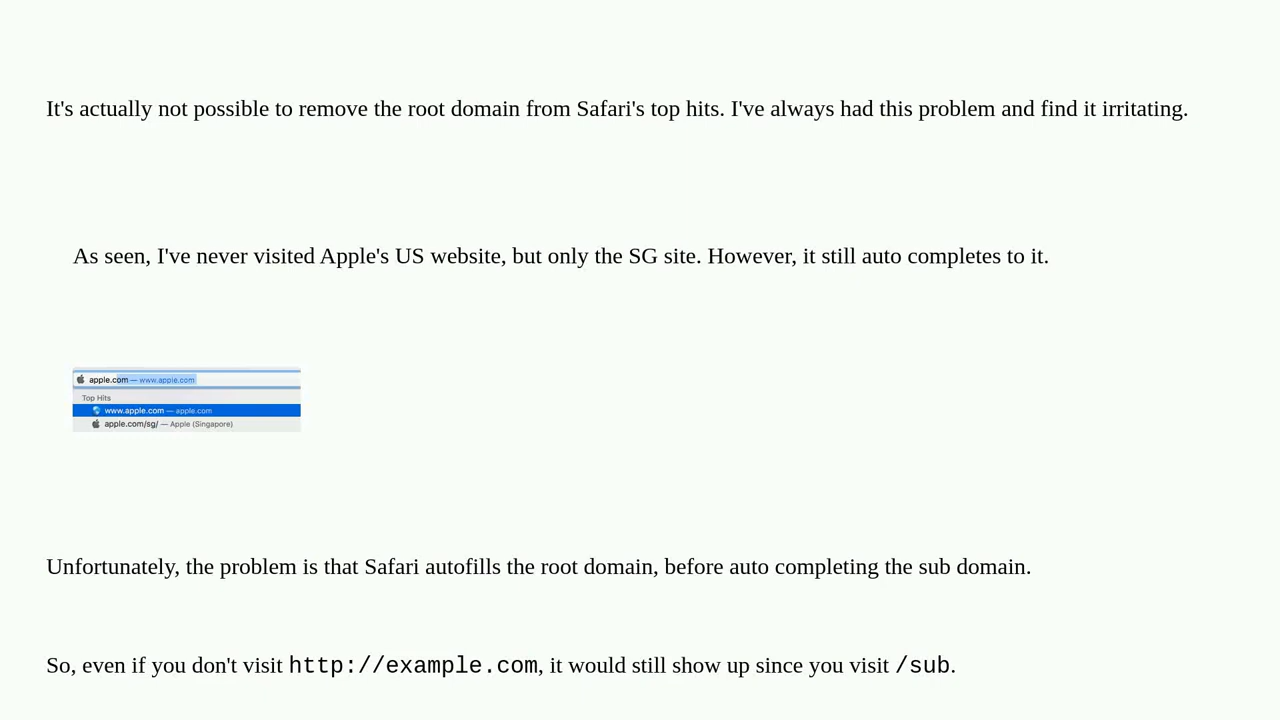 It's actually not possible to remove the root domain from Safari's top hits. I've always had this problem and find it irritating.
As seen, I've never visited Apple's US website, but only the SG site. However, it still auto completes to it.
apple.com — www.apple.com
Top Hits
www.apple.com — apple.com
apple.com/sg/ — Apple (Singapore)
Unfortunately, the problem is that Safari autofills the root domain, before auto completing the sub domain.
So, even if you don't visit http://example.com, it would still show up since you visit /sub.